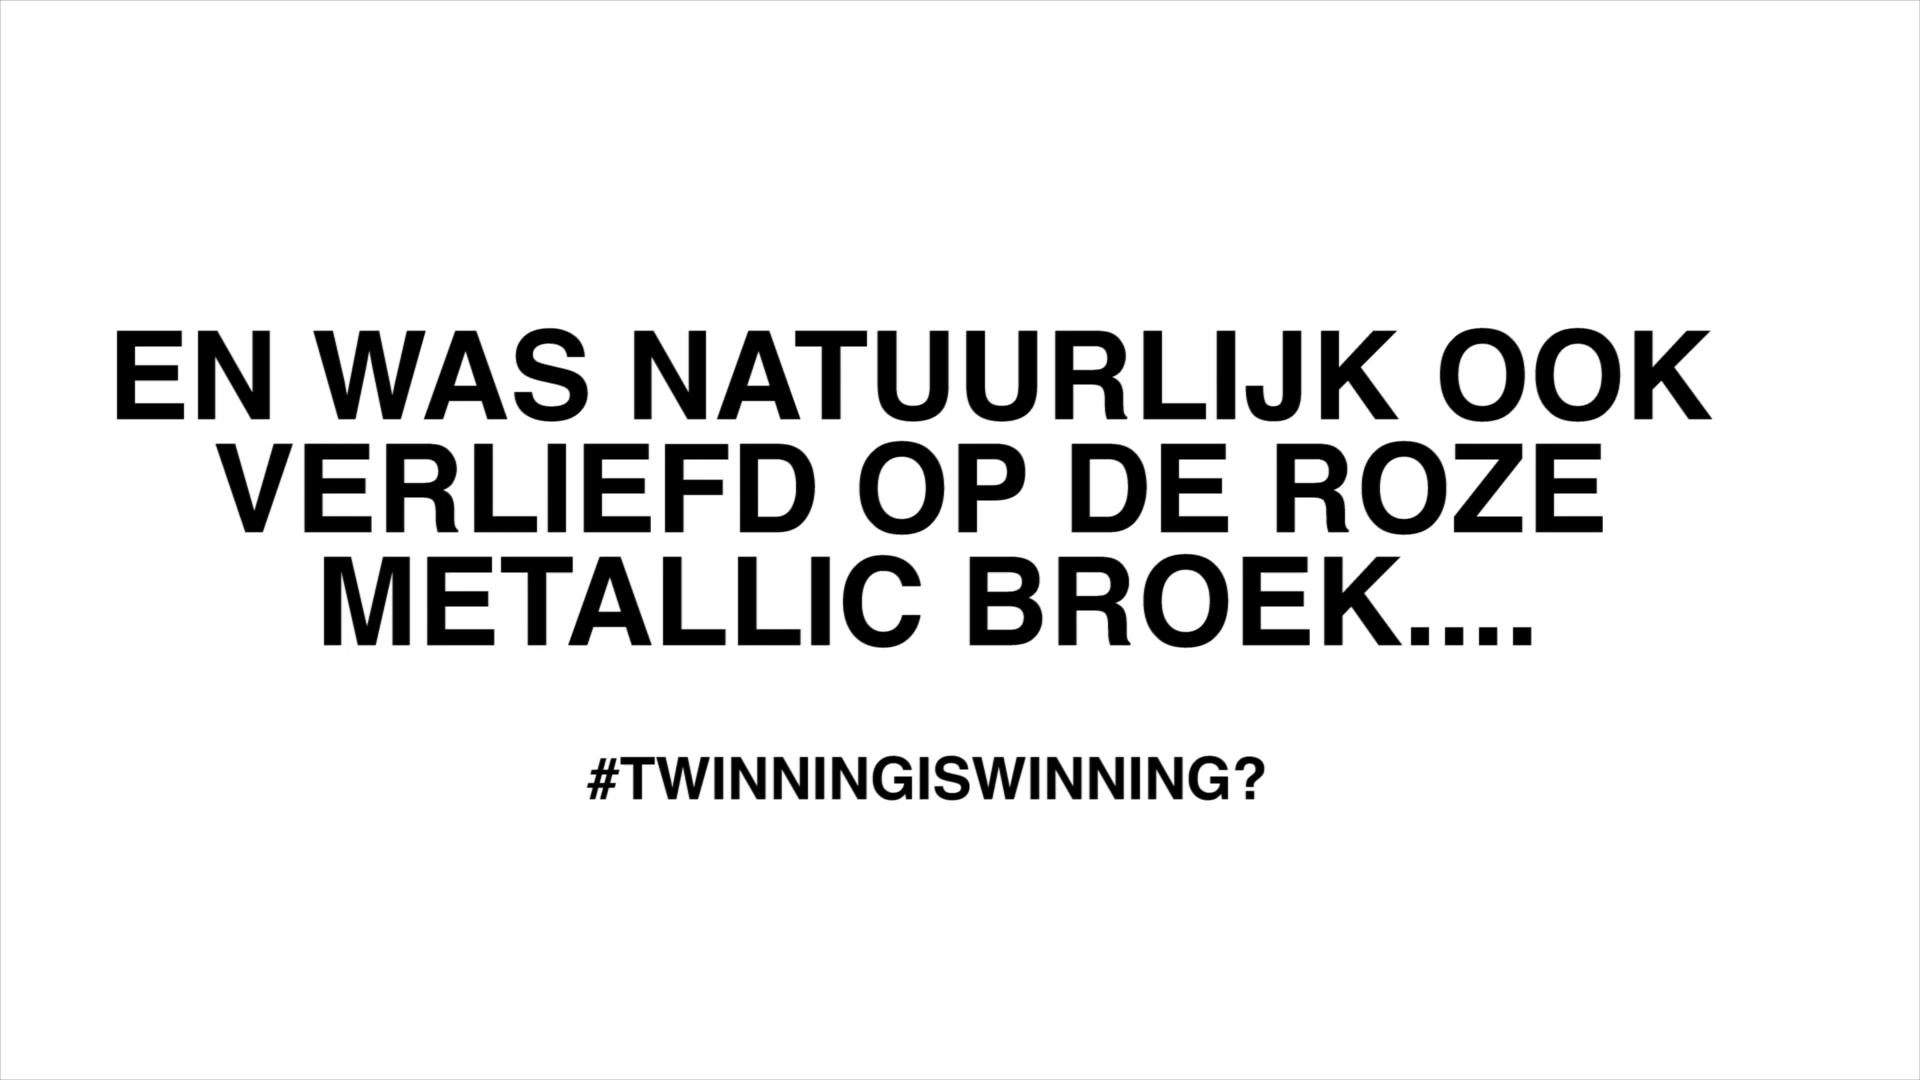 EN WAS NATUURLIJK OOK
VERLIEFD OP DE ROZE
METALLIC BROEK....
#TWINNINGISWINNING?